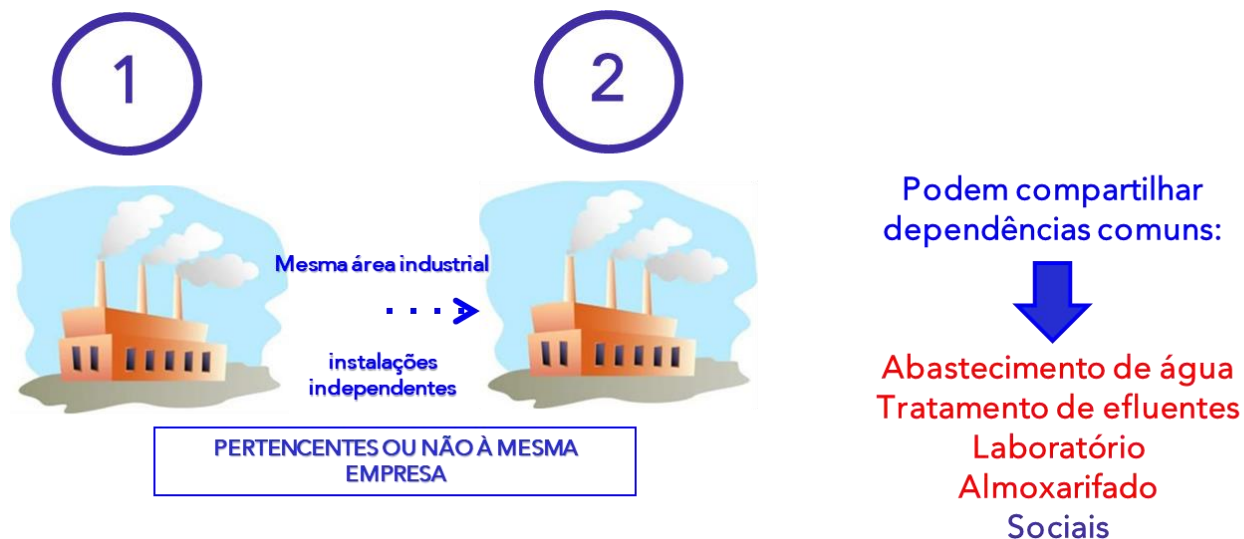 1
2
Mesma área industrial
instalações
independentes
PERTENCENTES OU NÃO À MESMA
EMPRESA
Podem compartilhar
dependências comuns:
Abastecimento de água
Tratamento de efluentes
Laboratório
Almoxarifado
Sociais